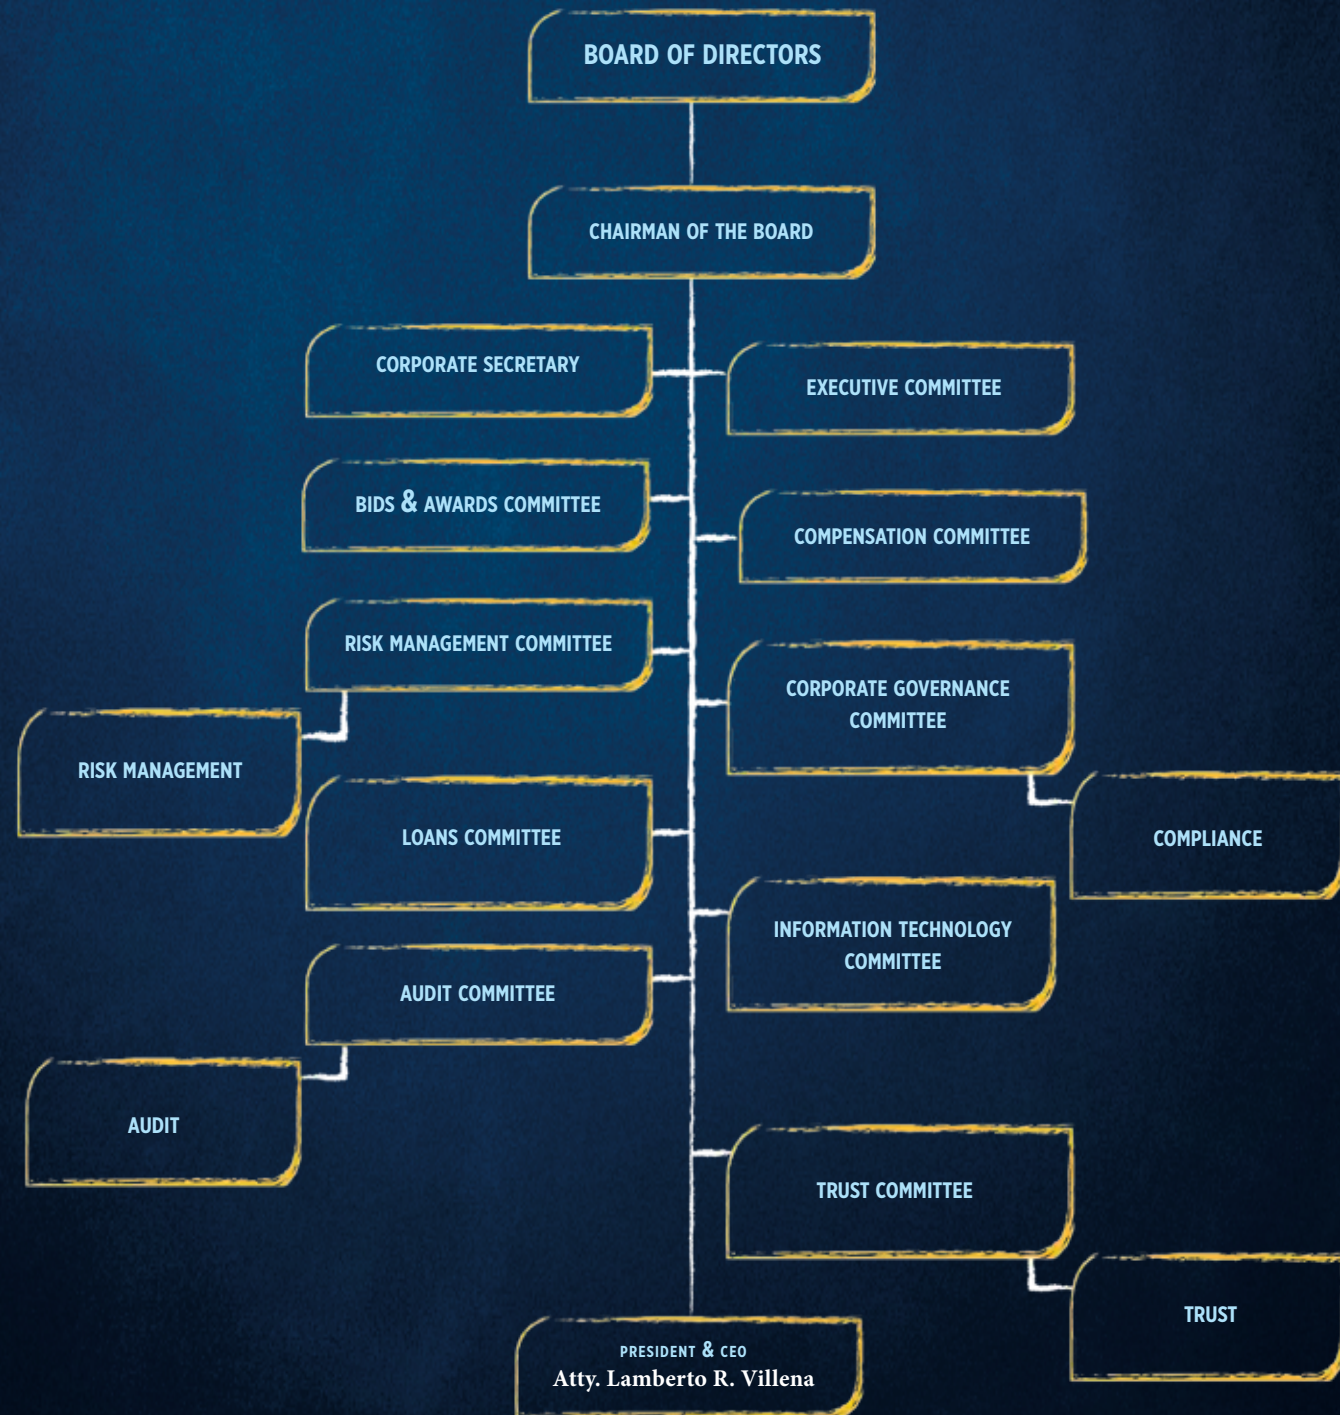 BOARD OF DIRECTORS
CHAIRMAN OF THE BOARD
CORPORATE SECRETARY
EXECUTIVE COMMITTEE
BIDS & AWARDS COMMITTEE
COMPENSATION COMMITTEE
RISK MANAGEMENT COMMITTEE
CORPORATE GOVERNANCE
COMMITTEE
RISK MANAGEMENT
LOANS COMMITTEE
COMPLIANCE
INFORMATION TECHNOLOGY
COMMITTEE
AUDIT COMMITTEE
AUDIT
TRUST COMMITTEE
TRUST
PRESIDENT & CEO
Atty. Lamberto R. Villena